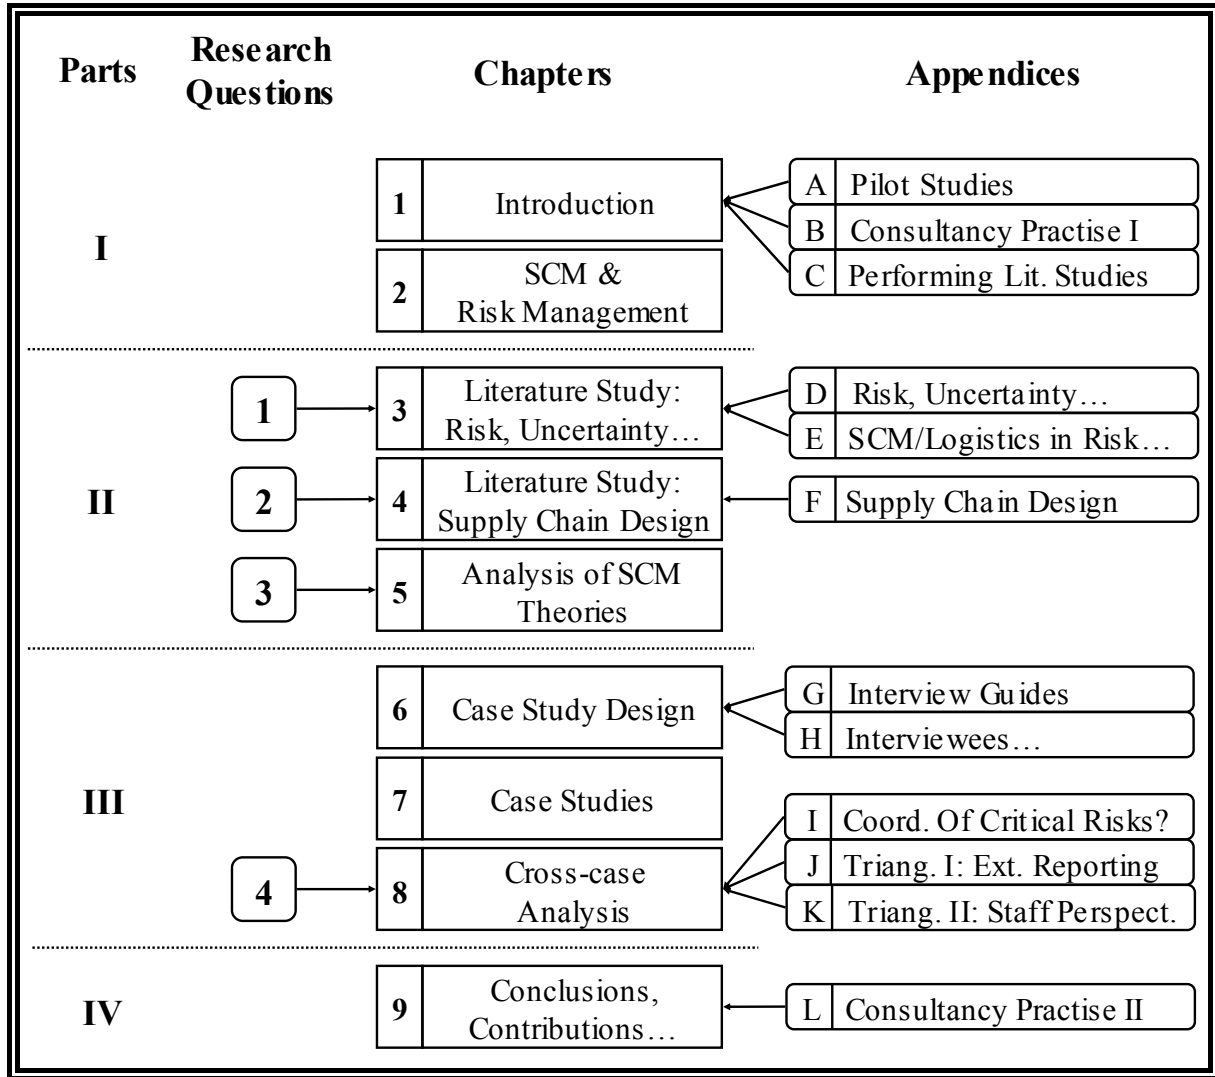 Parts
Research
Questions
Chapters
Appendices
I
1
Introduction
2
SCM &
Risk Management
A
Pilot Studies
B
Consultancy Practise I
C
Performing Lit. Studies
II
1
3
Literature Study:
Risk, Uncertainty…
D
Risk, Uncertainty…
E
SCM/Logistics in Risk…
2
4
Literature Study:
Supply Chain Design
F
Supply Chain Design
3
5
Analysis of SCM
Theories
III
6
Case Study Design
G
Interview Guides
H
Interviewees…
7
Case Studies
4
8
Cross-case
Analysis
I
Coord. Of Critical Risks?
J
Triang. I: Ext. Reporting
K
Triang. II: Staff Perspect.
IV
9
Conclusions,
Contributions…
L
Consultancy Practise II